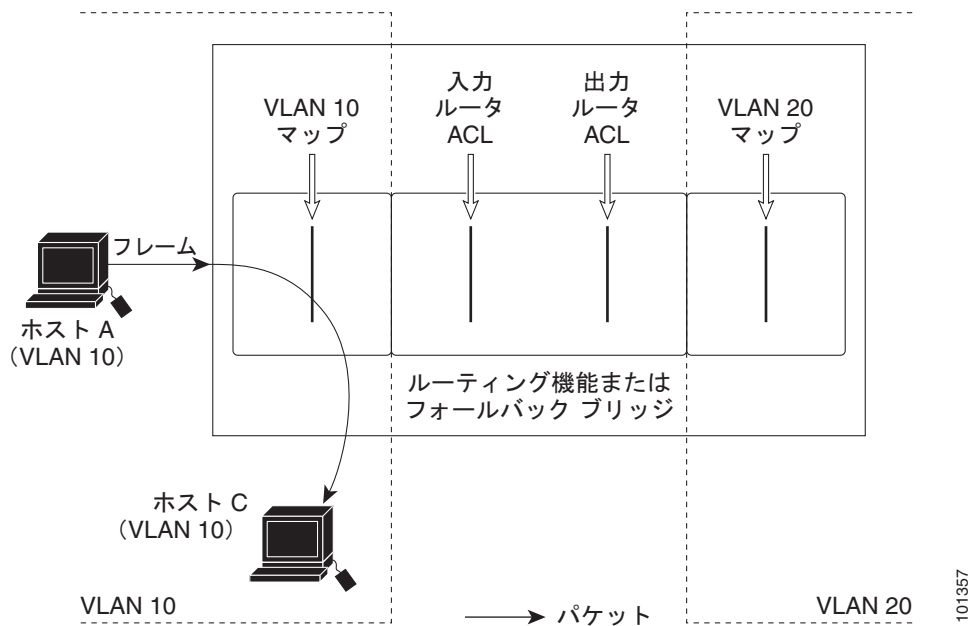 VLAN 10
マップ
入力
ルータ
ACL
出力
ルータ
ACL
VLAN 20
マップ
フレーム
ホスト A
（VLAN 10）
ルーティング機能または
フォールバック ブリッジ
ホスト C
（VLAN 10）
VLAN 10
パケット
VLAN 20
101357